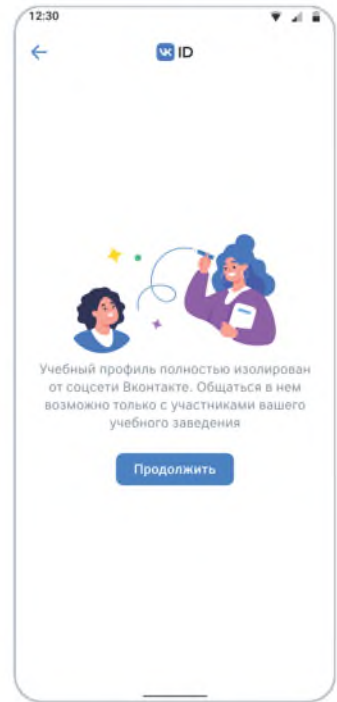 12:30
VK ID
Учебный профиль полностью изолирован
от соцсети Вконтакте. Общаться в нем
возможно только с участниками вашего
учебного заведения
Продолжить